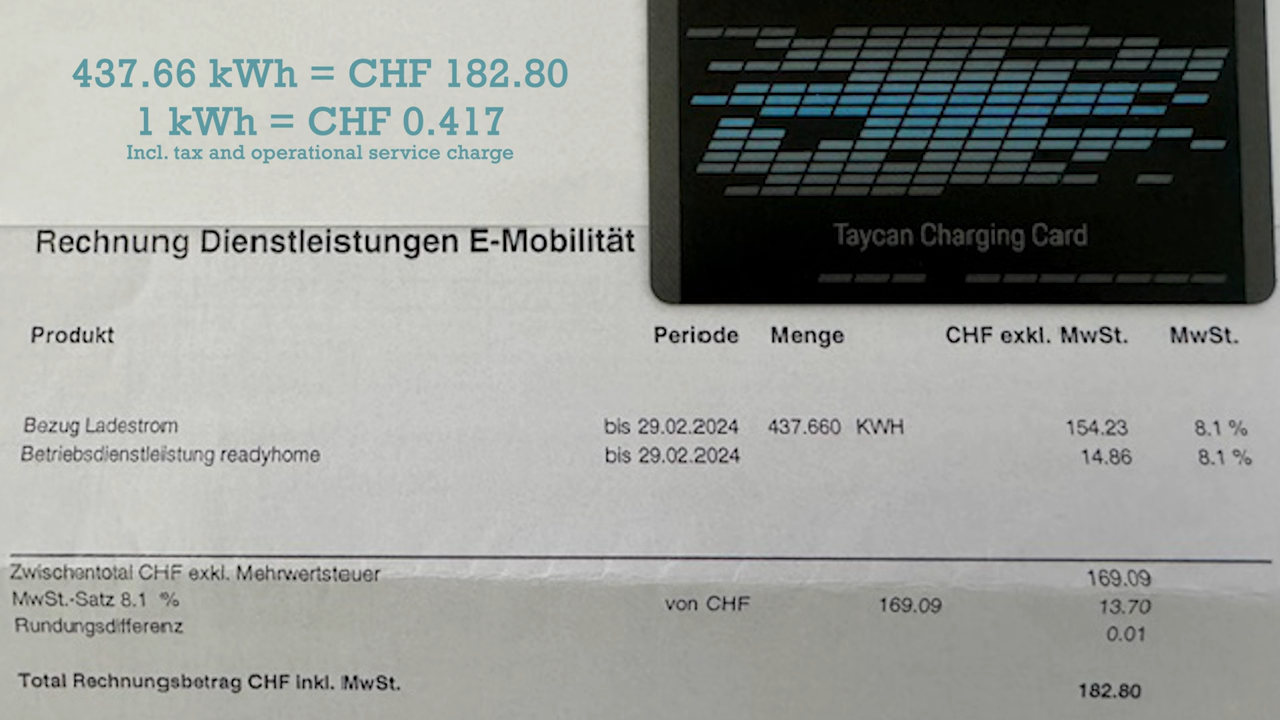 437.66 kWh = CHF 182.80
1 kWh = CHF 0.417
Incl. tax and operational service charge
Taycan Charging Card
Rechnung Dienstleistungen E-Mobilität
Produkt Periode Menge CHF exkl. MwSt. MwSt.
Bezug Ladestrom bis 29.02.2024 437.660 KWH 154.23 8.1 %
Betriebsdienstleistung readyhome bis 29.02.2024 14.86 8.1 %
Zwischentotal CHF exkl. Mehrwertsteuer 169.09
MwSt.-Satz 8.1 % von CHF 169.09 13.70
Rundungsdifferenz 0.01
Total Rechnungsbetrag CHF inkl. MwSt. 182.80